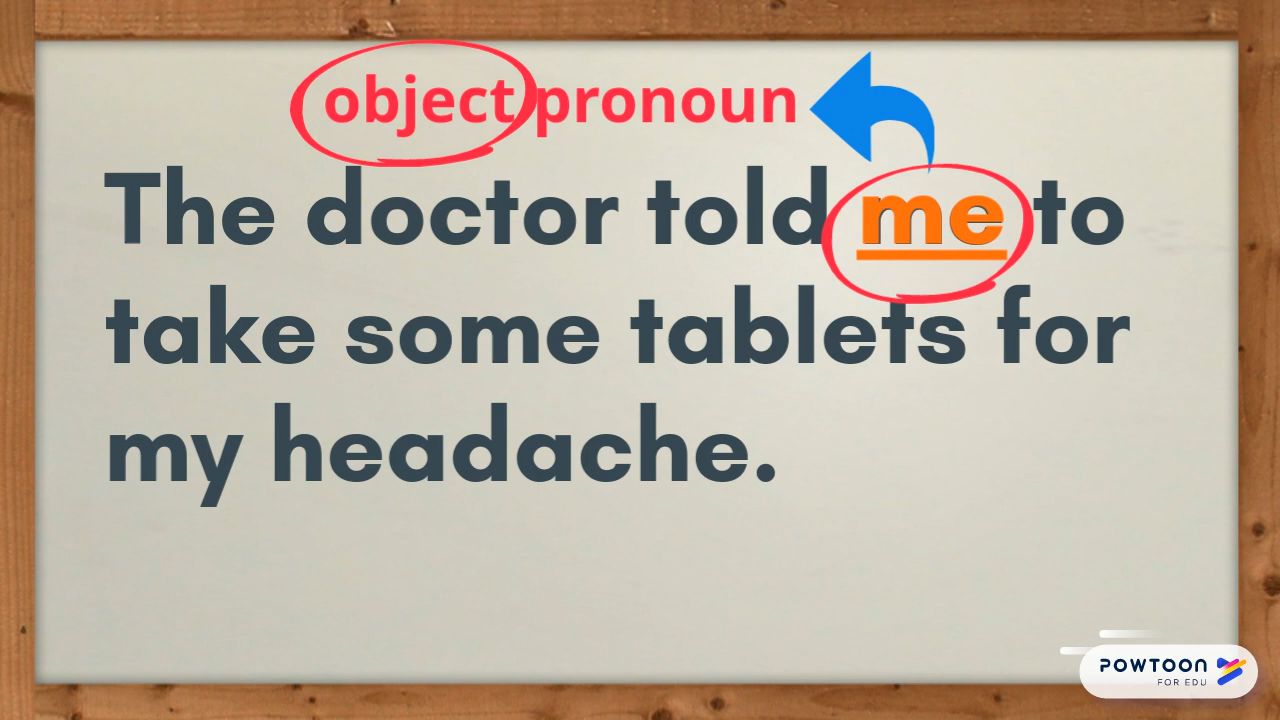 object pronoun
The doctor told me to
take some tablets for
my headache.
POWTOON
FOR EDU